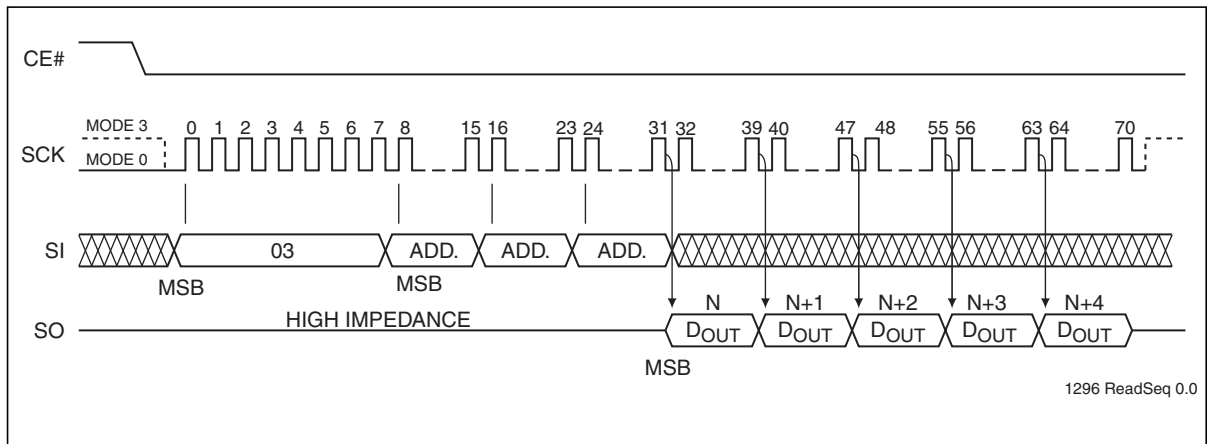 CE#
MODE 3
0 1 2 3 4 5 6 7 8 15 16 23 24 31 32 39 40 47 48 55 56 63 64 70
SCK
MODE 0
SI
03 ADD. ADD. ADD.
MSB MSB
N N+1 N+2 N+3 N+4
HIGH IMPEDANCE
SO
DOUT DOUT DOUT DOUT DOUT
MSB
1296 ReadSeq 0.0